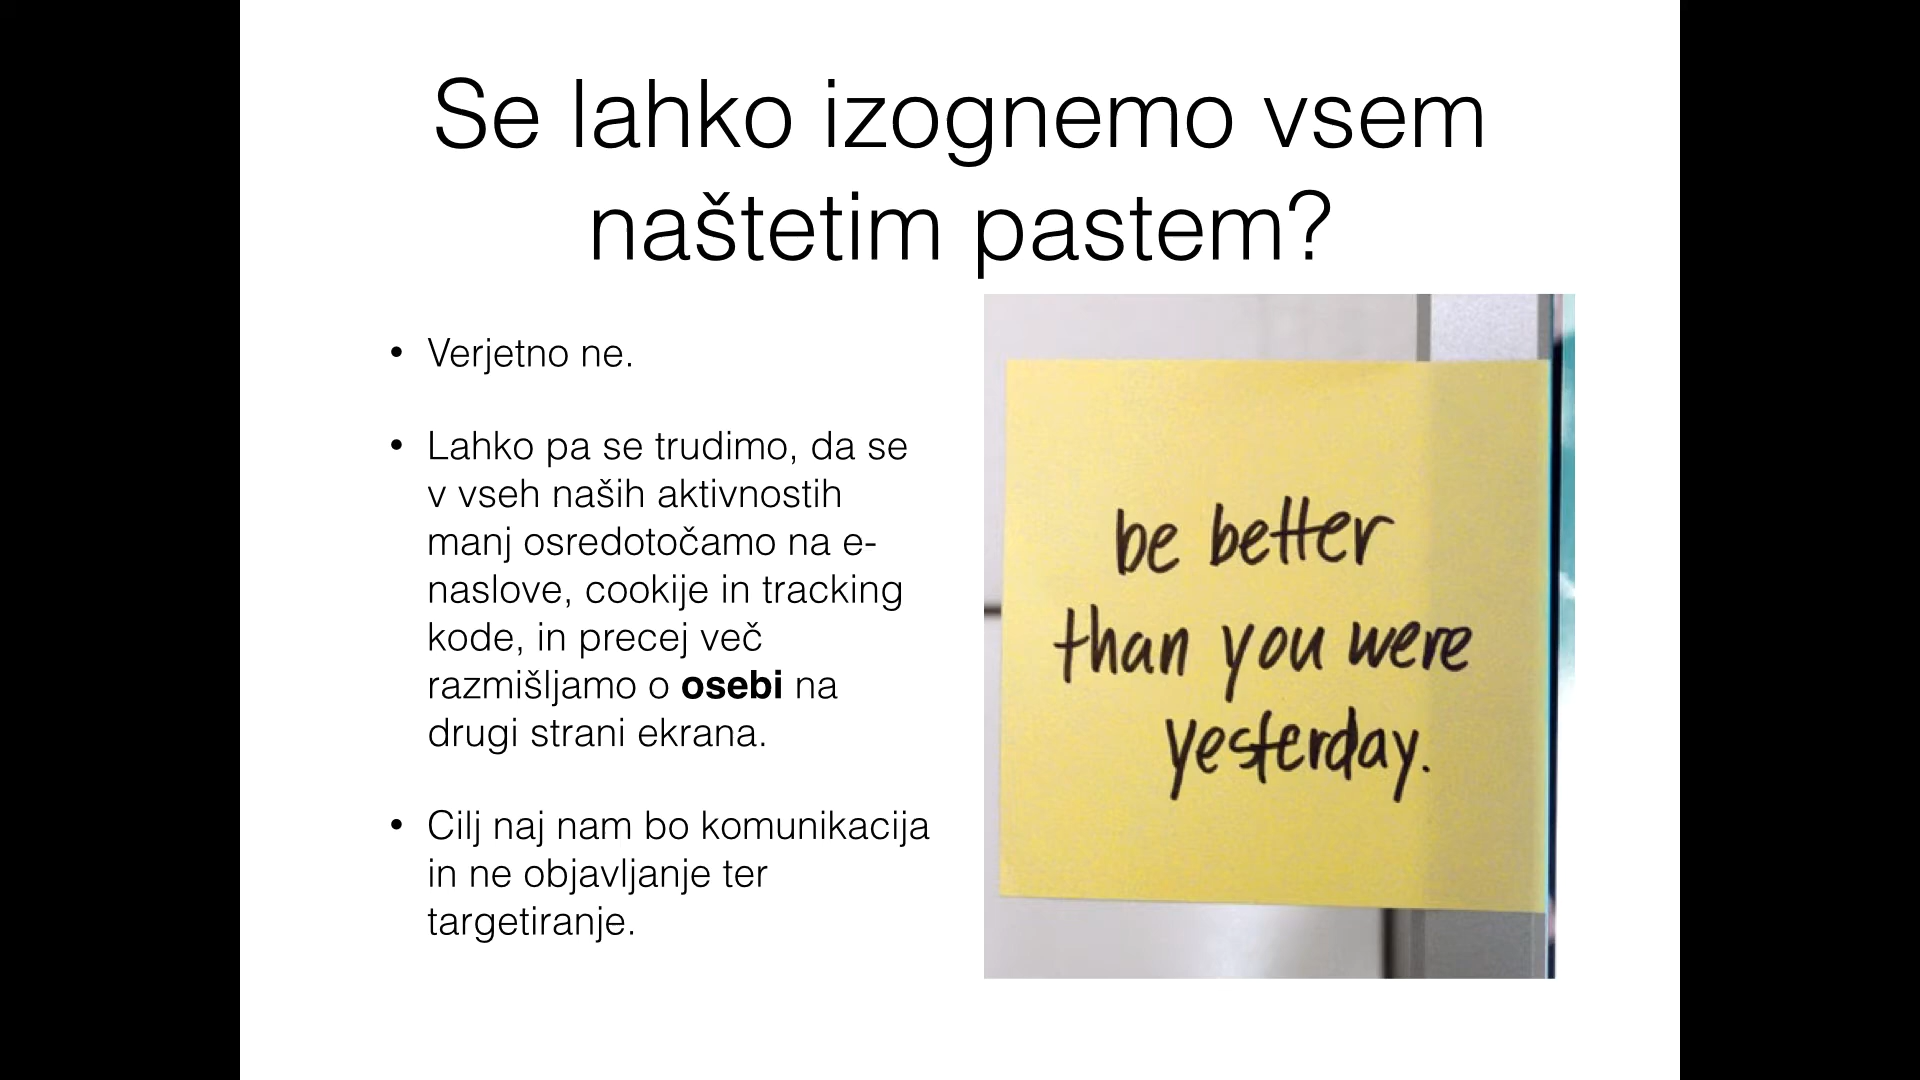 Se lahko izognemo vsem
naštetim pastem?
• Verjetno ne.
• Lahko pa se trudimo, da se
v vseh naših aktivnostih
manj osredotočamo na e-
naslove, cookije in tracking
kode, in precej več
razmišljamo o osebi na
drugi strani ekrana.
• Cilj naj nam bo komunikacija
in ne objavljanje ter
targetiranje.
be better
than you were
yesterday.